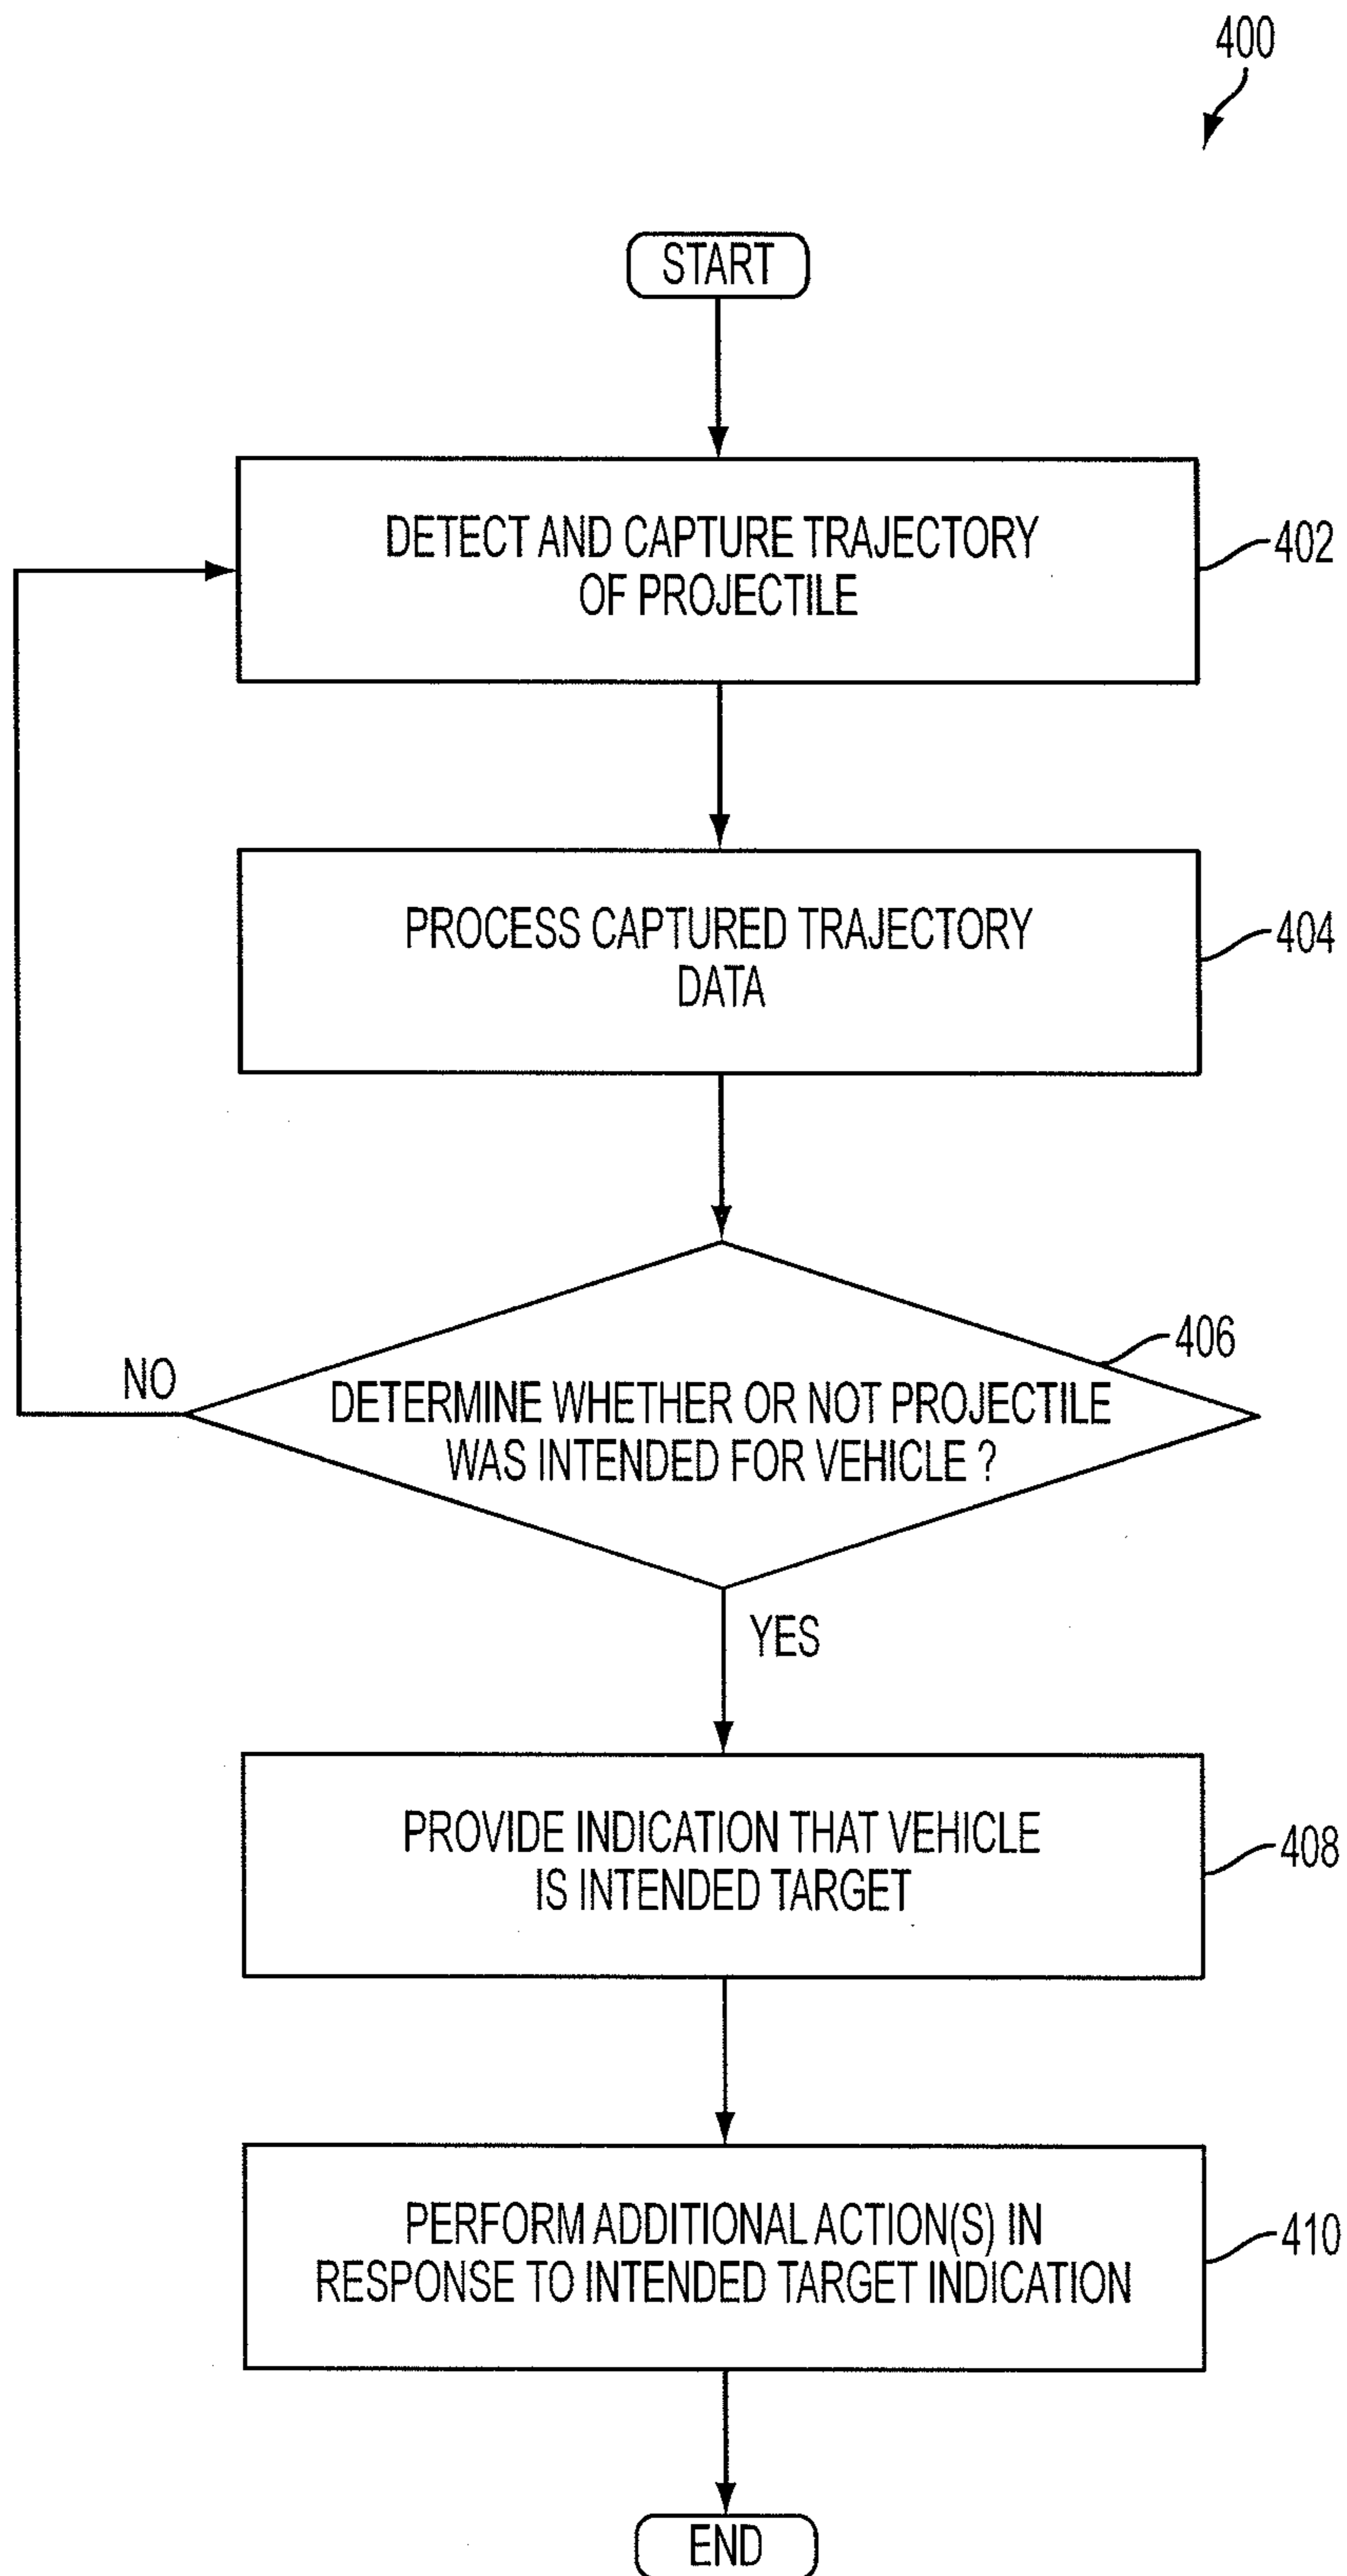 400
START
DETECT AND CAPTURE TRAJECTORY
OF PROJECTILE
402
PROCESS CAPTURED TRAJECTORY
DATA
404
406
NO
DETERMINE WHETHER OR NOT PROJECTILE
WAS INTENDED FOR VEHICLE ?
YES
PROVIDE INDICATION THAT VEHICLE
IS INTENDED TARGET
408
PERFORM ADDITIONAL ACTION(S) IN
RESPONSE TO INTENDED TARGET INDICATION
410
END